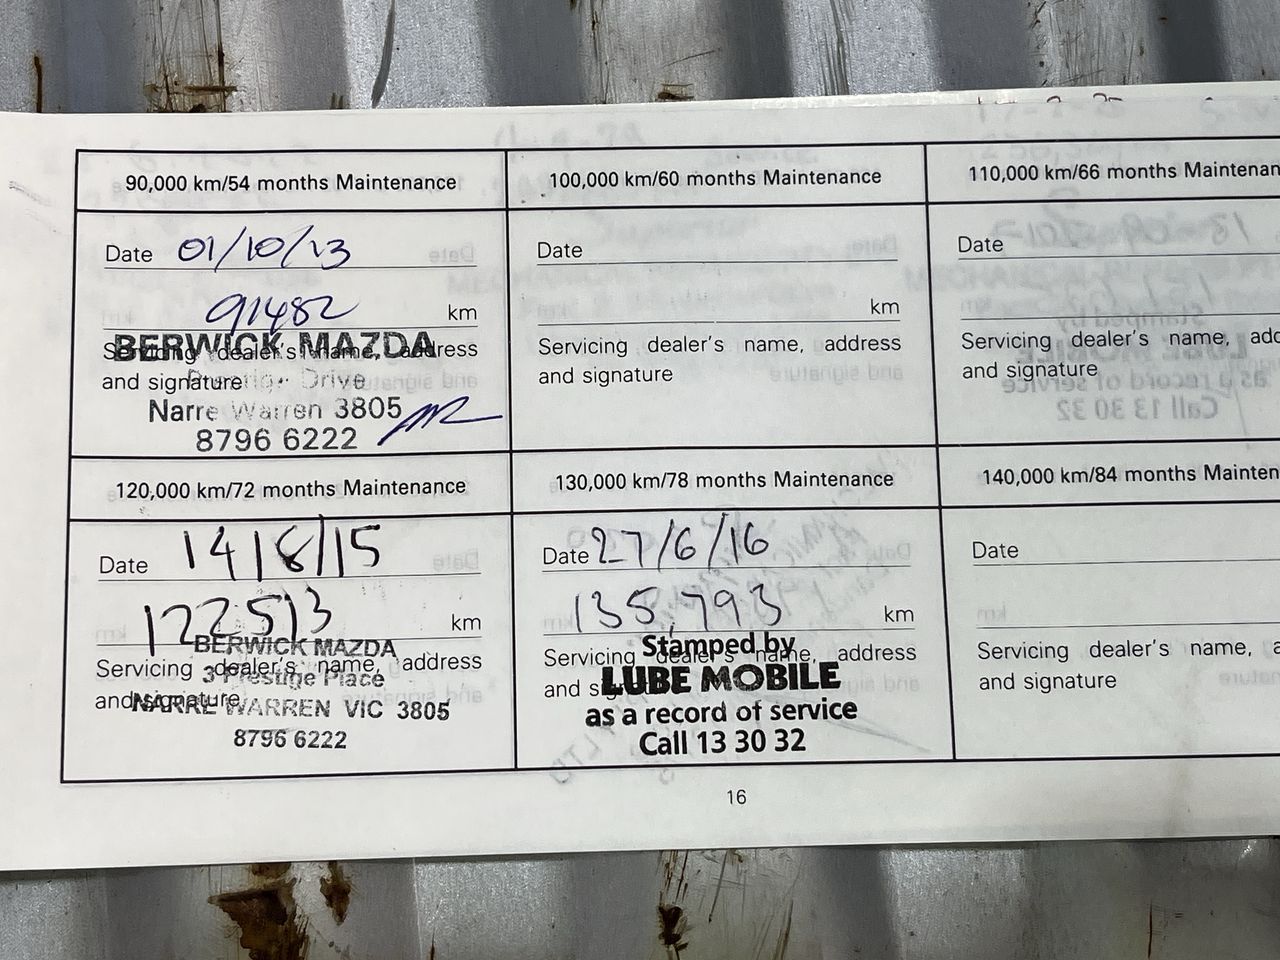 90,000 km/54 months Maintenance
Date 01/10/13
91482 km
Servicing dealer's name, address
and signature
BERWICK MAZDA
Drive
Narre Warren 3805
8796 6222
100,000 km/60 months Maintenance
Date
km
Servicing dealer's name, address
and signature
110,000 km/66 months Maintenan
Date
Servicing dealer's name, add
and signature
120,000 km/72 months Maintenance
Date 14/8/15
122513 km
Servicing dealer's name, address
and signature
BERWICK MAZDA
3 Prestige Place
NARRE WARREN VIC 3805
8796 6222
130,000 km/78 months Maintenance
Date 27/6/16
135,793 km
Servicing dealer's name, address
and
Stamped by
LUBE MOBILE
as a record of service
Call 13 30 32
140,000 km/84 months Mainten
Date
Servicing dealer's name, a
and signature
16